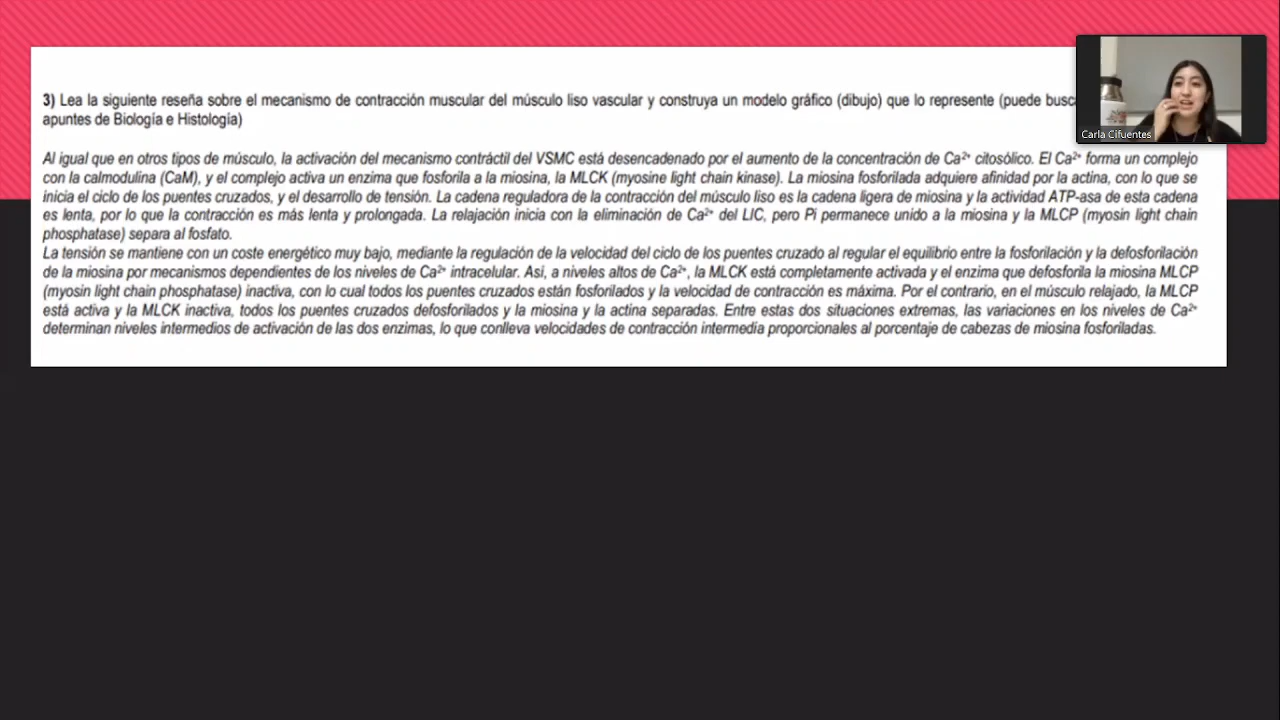 3) Lea la siguiente reseña sobre el mecanismo de contracción muscular del músculo liso vascular y construya un modelo gráfico (dibujo) que lo represente (puede
apuntes de Biología e Histología)
Carla Cifuentes
Al igual que en otros tipos de músculo, la activación del mecanismo contráctil del VSMC está desencadenado por el aumento de la concentración de Ca²⁺ citosólico. El Ca²⁺ forma un complejo
con la calmodulina (CaM), y el complejo activa un enzima que fosforila a la miosina, la MLCK (myosine light chain kinase). La miosina fosforilada adquiere afinidad por la actina, con lo que se
inicia el ciclo de los puentes cruzados, y el desarrollo de tensión. La cadena reguladora de la contracción del músculo liso es la cadena ligera de miosina y la actividad ATP-asa de esta cadena
es lenta, por lo que la contracción es más lenta y prolongada. La relajación inicia con la eliminación de Ca²⁺ del LIC, pero Pi permanece unido a la miosina y la MLCP (myosin light chain
phosphatase) separa al fosfato.
La tensión se mantiene con un coste energético muy bajo, mediante la regulación de la velocidad del ciclo de los puentes cruzado al regular el equilibrio entre la fosforilación y la defosforilación
de la miosina por mecanismos dependientes de los niveles de Ca²⁺ intracelular. Asi, a niveles altos de Ca²⁺, la MLCK está completamente activada y el enzima que defosforila la miosina MLCP
(myosin light chain phosphatase) inactiva, con lo cual todos los puentes cruzados están fosforilados y la velocidad de contracción es máxima. Por el contrario, en el músculo relajado, la MLCP
está activa y la MLCK inactiva, todos los puentes cruzados defosforilados y la miosina y la actina separadas. Entre estas dos situaciones extremas, las variaciones en los niveles de Ca²⁺
determinan niveles intermedios de activación de las dos enzimas, lo que conlleva velocidades de contracción intermedia proporcionales al porcentaje de cabezas de miosina fosforiladas.